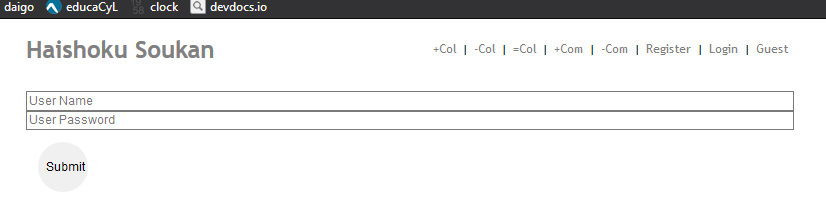 daigo educaCyL clock devdocs.io
Haishoku Soukan
+Col | -Col | =Col | +Com | -Com | Register | Login | Guest
User Name
User Password
Submit